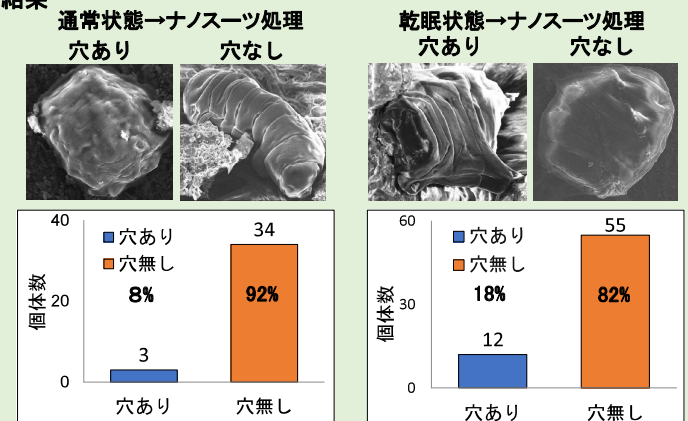 結果
通常状態→ナノスーツ処理
穴あり 穴なし
乾眠状態→ナノスーツ処理
穴あり 穴なし
40
20
0
個体数
穴あり
穴無し
8%
92%
3
34
穴あり 穴無し
60
30
0
個体数
穴あり
穴無し
18%
82%
12
55
穴あり 穴無し